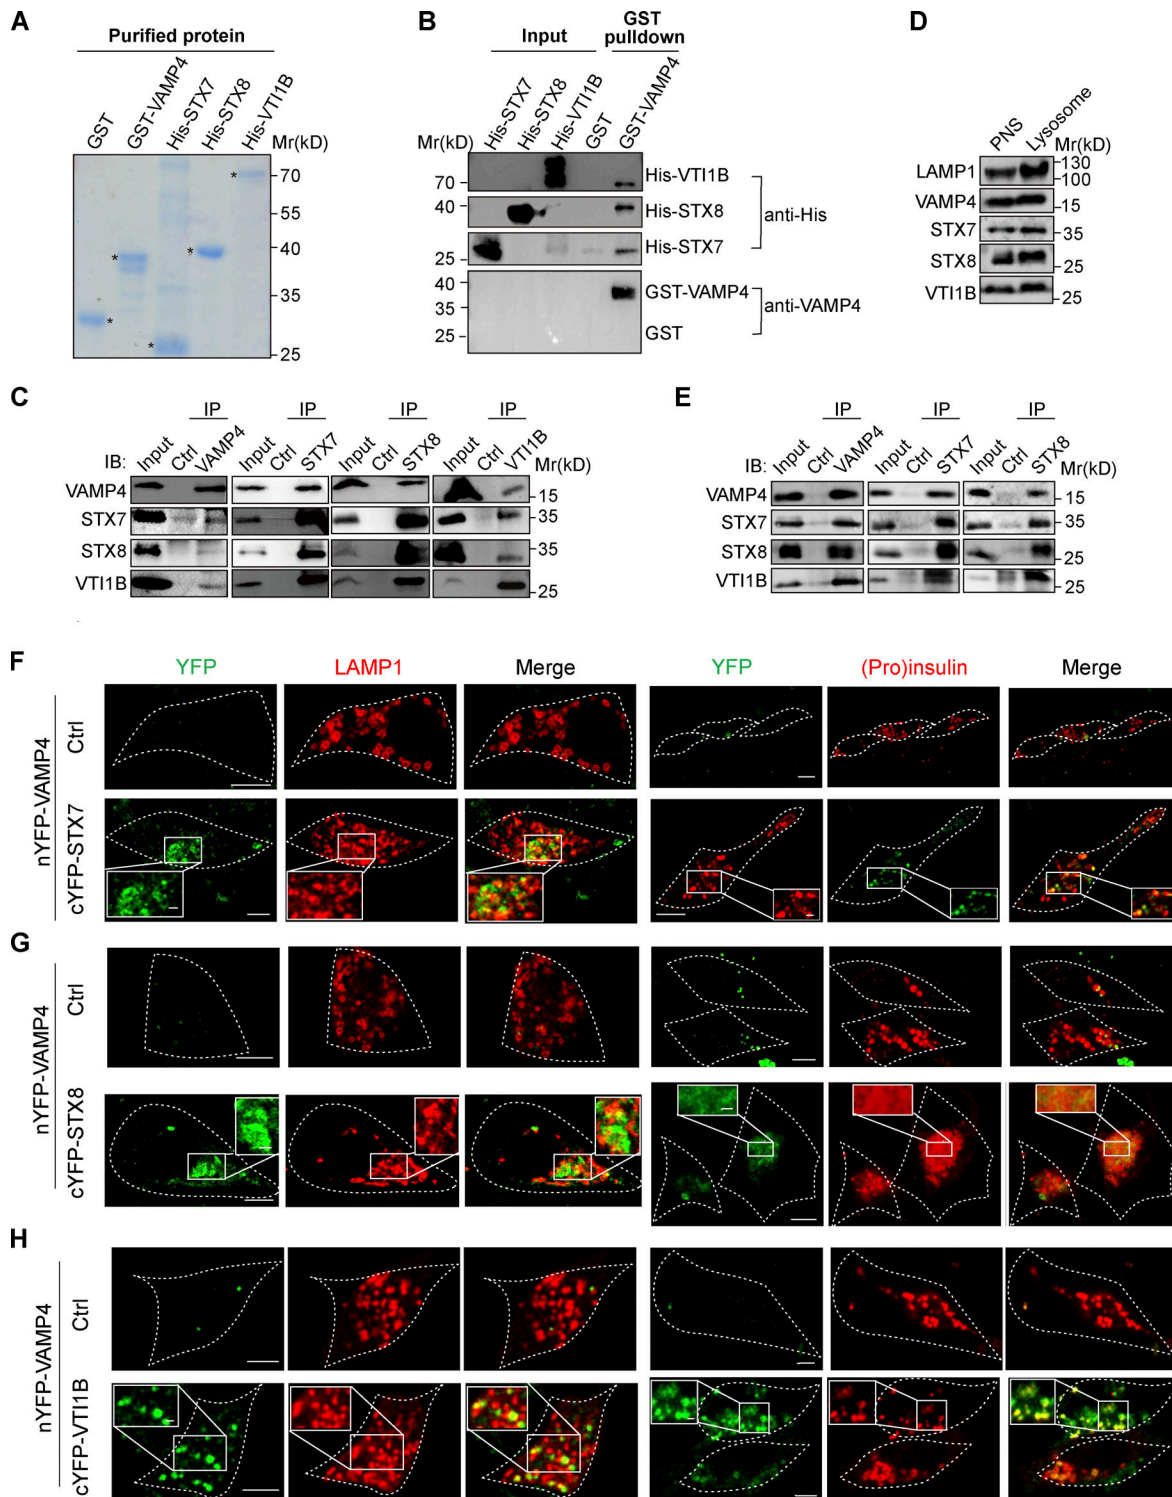 A
Purified protein
GST
GST-VAMP4
His-STX7
His-STX8
His-VTI1B
Mr(kD)
70
55
40
35
25
*
*
*
*
*
B
Input
GST
pulldown
His-STX7
His-STX8
His-VTI1B
GST
GST-VAMP4
Mr(kD)
70
40
25
40
35
25
His-VTI1B
His-STX8
His-STX7
anti-His
GST-VAMP4
GST
anti-VAMP4
D
PNS
Lysosome
Mr(kD)
LAMP1
130
100
VAMP4
15
STX7
35
STX8
25
VTI1B
25
C
IP
IP
IP
IP
IB:
Input
Ctrl
VAMP4
Input
Ctrl
STX7
Input
Ctrl
STX8
Input
Ctrl
VTI1B
Mr(kD)
VAMP4
15
STX7
35
STX8
35
VTI1B
25
E
IP
IP
IP
IB:
Input
Ctrl
VAMP4
Input
Ctrl
STX7
Input
Ctrl
STX8
Mr(kD)
VAMP4
15
STX7
35
STX8
25
VTI1B
25
F
YFP
LAMP1
Merge
YFP
(Pro)insulin
Merge
nYFP-VAMP4
Ctrl
cYFP-STX7
G
nYFP-VAMP4
Ctrl
cYFP-STX8
H
nYFP-VAMP4
Ctrl
cYFP-VTI1B